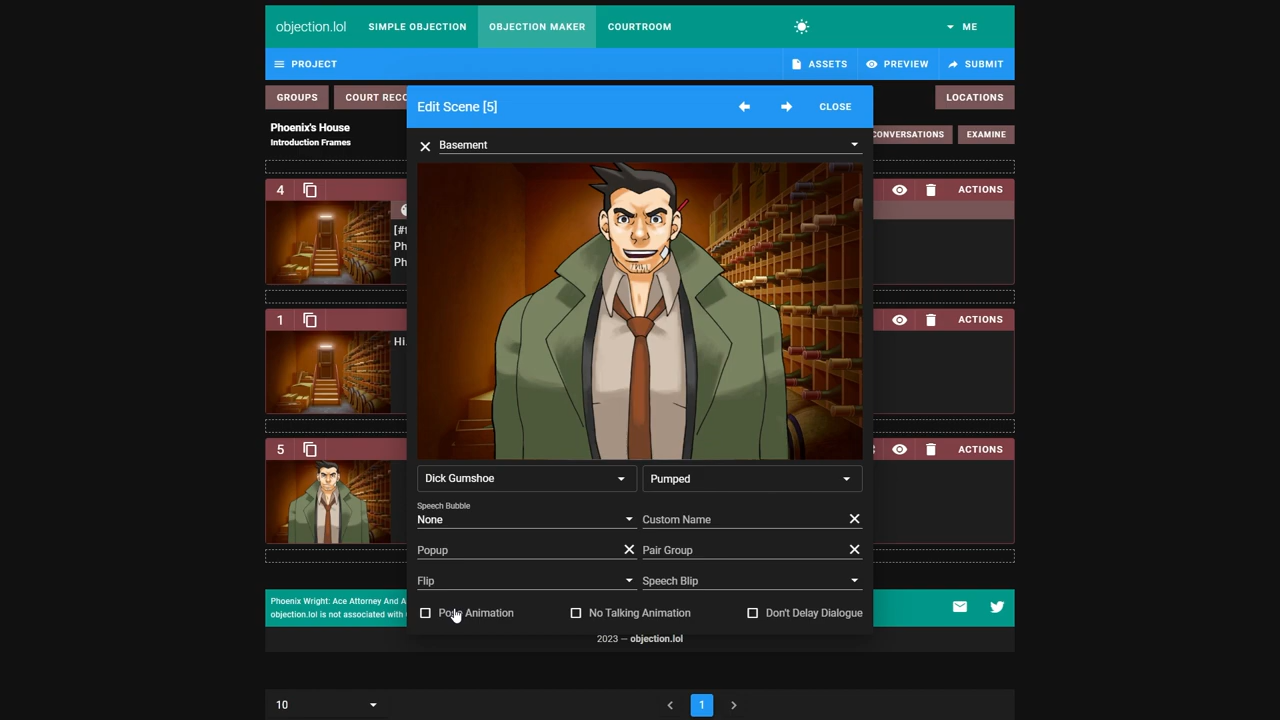 objection.lol SIMPLE OBJECTION OBJECTION MAKER COURTROOM ME
PROJECT ASSETS PREVIEW SUBMIT
GROUPS COURT RECO LOCATIONS
Edit Scene [5] CLOSE
Phoenix's House
Introduction Frames
CONVERSATIONS EXAMINE
Basement
4 ACTIONS
[#
Ph
Ph
1 ACTIONS
Hi
5 ACTIONS
Dick Gumshoe Pumped
Speech Bubble
None Custom Name
Popup Pair Group
Flip Speech Blip
Animation No Talking Animation Don't Delay Dialogue
Phoenix Wright: Ace Attorney And A
objection.lol is not associated with
2023 — objection.lol
10 1